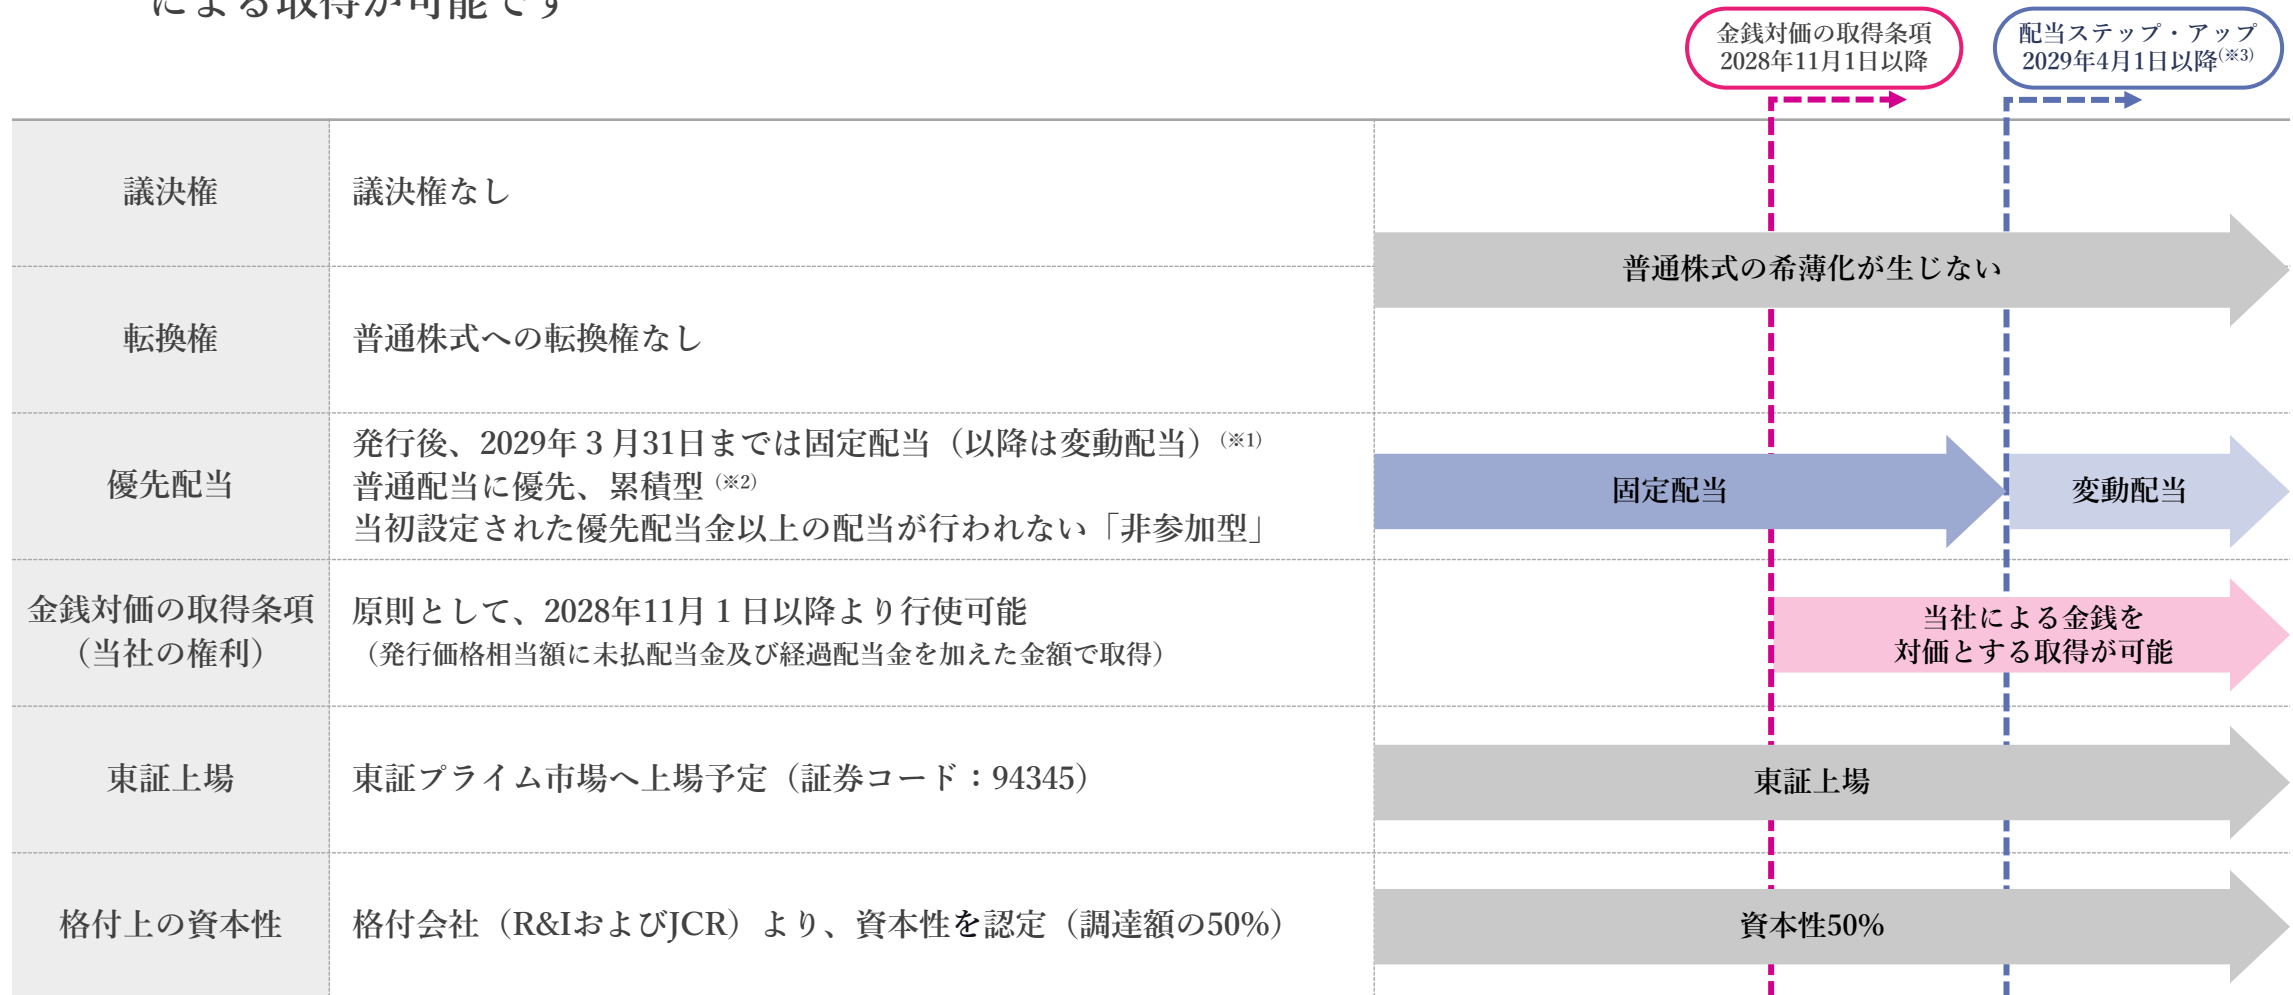 による取得が可能です
金銭対価の取得条項
2028年11月1日以降
配当ステップ・アップ
2029年4月1日以降(※3)
議決権
議決権なし
普通株式の希薄化が生じない
転換権
普通株式への転換権なし
優先配当
発行後、2029年３月31日までは固定配当（以降は変動配当）(※1)
普通配当に優先、累積型(※2)
当初設定された優先配当金以上の配当が行われない「非参加型」
固定配当
変動配当
金銭対価の取得条項
（当社の権利）
原則として、2028年11月１日以降より行使可能
（発行価格相当額に未払配当金及び経過配当金を加えた金額で取得）
当社による金銭を
対価とする取得が可能
東証上場
東証プライム市場へ上場予定（証券コード：94345）
東証上場
格付上の資本性
格付会社（R&IおよびJCR）より、資本性を認定（調達額の50%）
資本性50%